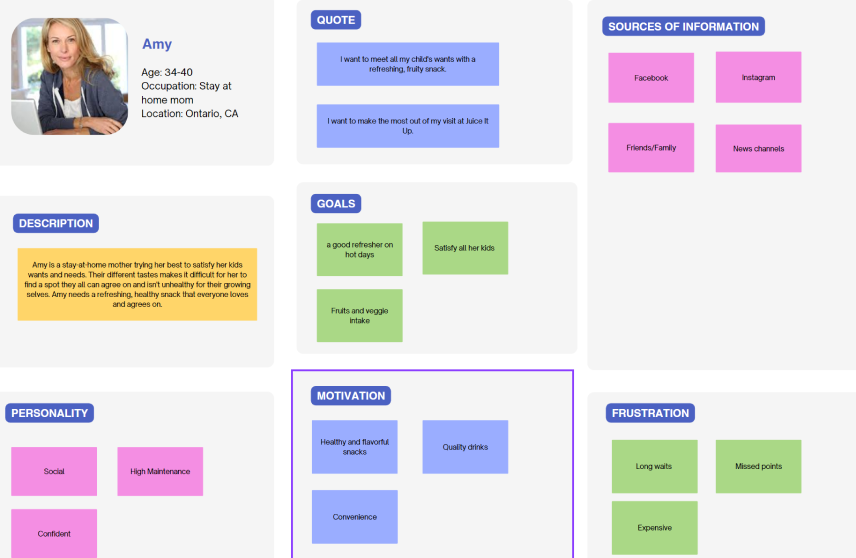 Amy
Age: 34-40
Occupation: Stay at
home mom
Location: Ontario, CA
QUOTE
I want to meet all my child's wants with a
refreshing, fruity snack.
I want to make the most out of my visit at Juice It
Up.
SOURCES OF INFORMATION
Facebook
Instagram
Friends/Family
News channels
DESCRIPTION
Amy is a stay-at-home mother trying her best to satisfy her kids
wants and needs. Their different tastes makes it difficult for her to
find a spot they all can agree on and isn't unhealthy for their growing
selves. Amy needs a refreshing, healthy snack that everyone loves
and agrees on.
GOALS
a good refresher on
hot days
Satisfy all her kids
Fruits and veggie
intake
PERSONALITY
Social
High Maintenance
Confident
MOTIVATION
Healthy and flavorful
snacks
Quality drinks
Convenience
FRUSTRATION
Long waits
Missed points
Expensive